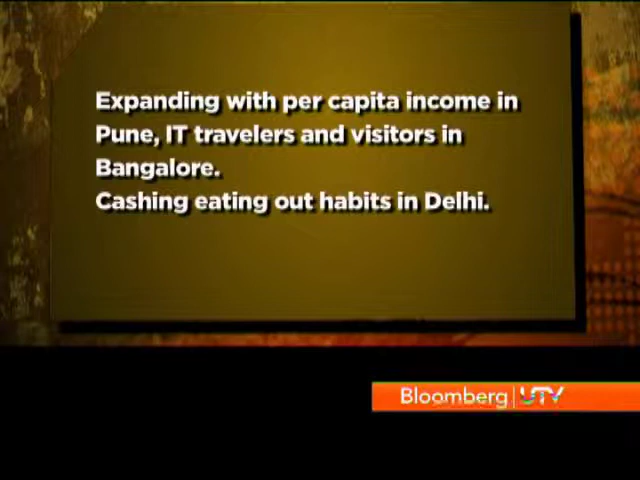 Expanding with per capita income in
Pune, IT travelers and visitors in
Bangalore.
Cashing eating out habits in Delhi.
Bloomberg | UTV